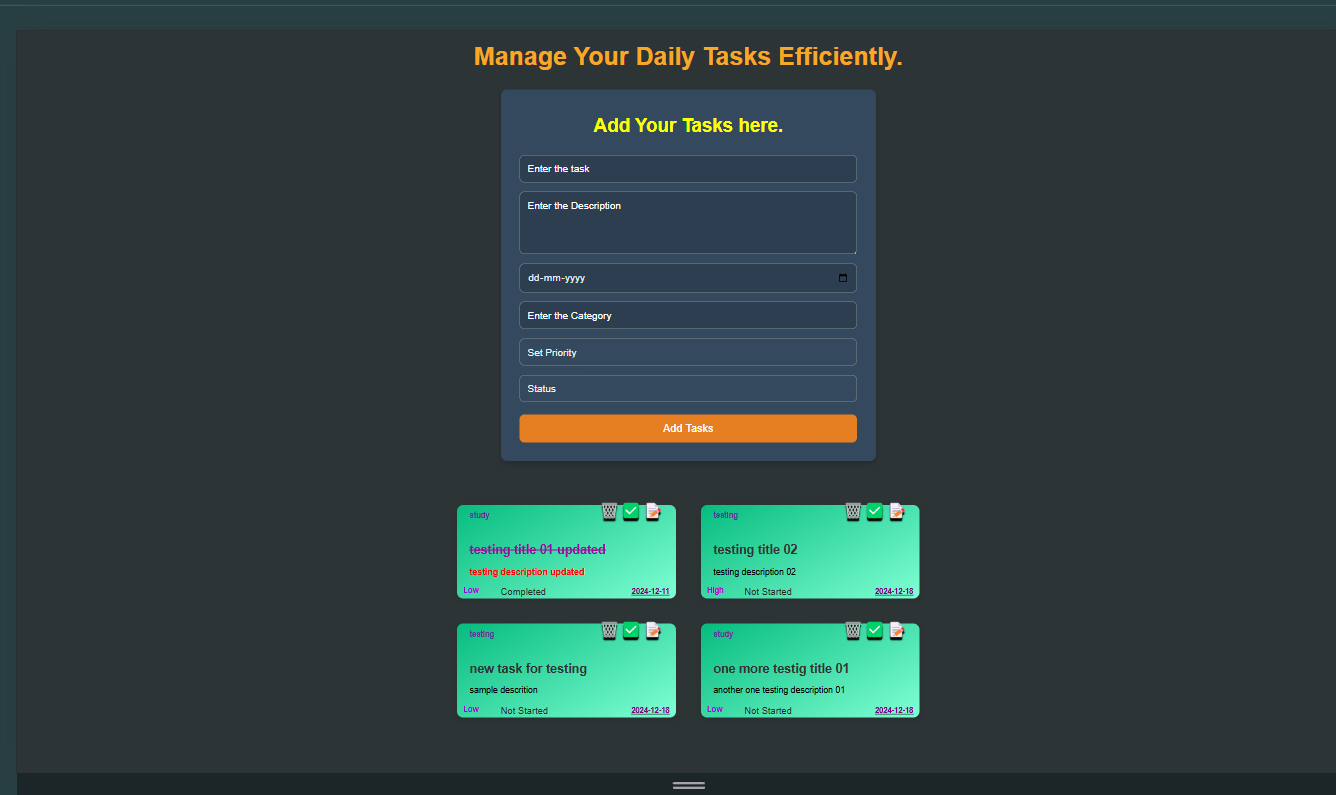 Manage Your Daily Tasks Efficiently.
Add Your Tasks here.
Enter the task
Enter the Description
dd-mm-yyyy
Enter the Category
Set Priority
Status
Add Tasks
study
testing title 01 updated
testing description updated
Low Completed 2024-12-11
testing
testing title 02
testing description 02
High Not Started 2024-12-18
testing
new task for testing
sample descrition
Low Not Started 2024-12-18
study
one more testig title 01
another one testing description 01
Low Not Started 2024-12-18